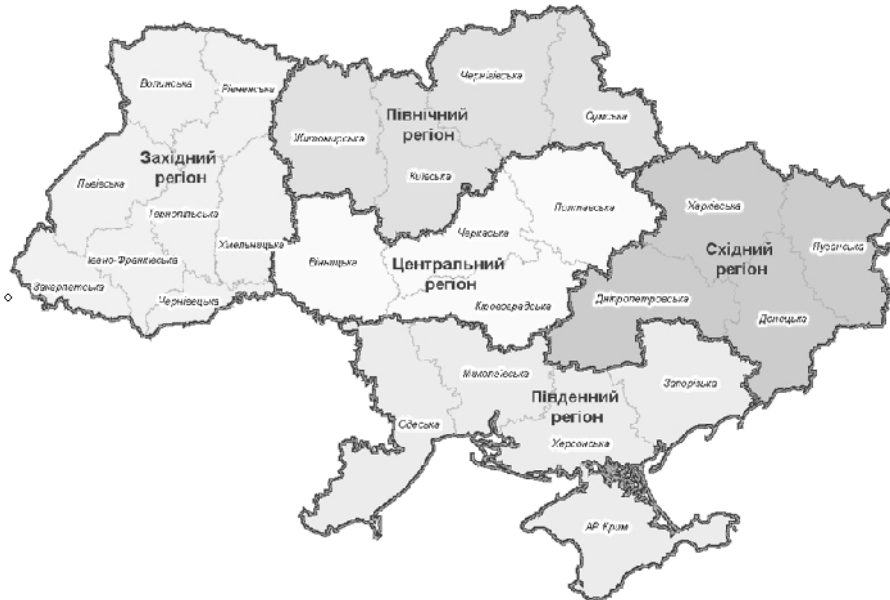 Волинська
Рівненська
Чернігівська
Сумська
Житомирська
Північний
регіон
Київська
Західний
регіон
Львівська
Тернопільська
Хмельницька
Івано-Франківська
Закарпатська
Чернівецька
Вінницька
Черкаська
Полтавська
Центральний
регіон
Кіровоградська
Харківська
Луганська
Східний
регіон
Дніпропетровська
Донецька
Миколаївська
Запорізька
Південний
регіон
Одеська
Херсонська
АР Крим